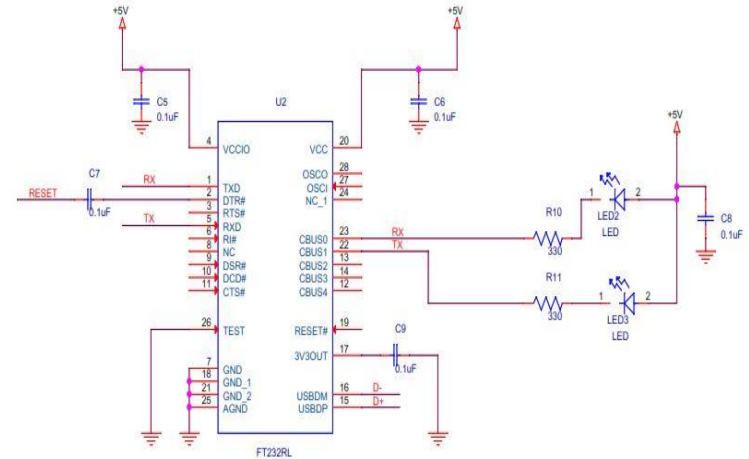 +5V
+5V
C5
0.1uF
C6
0.1uF
U2
+5V
4 VCCIO
VCC 20
OSCO 28
OSCI 27
NC_1 24
C7
0.1uF
RESET
RX
1 TXD
2 DTR#
3 RTS#
TX
5 RXD
6 RI#
8 NC
9 DSR#
10 DCD#
11 CTS#
CBUS0 23
RX
CBUS1 22
TX
CBUS2 13
CBUS3 14
CBUS4 12
R10
330
1 2
LED2
LED
C8
0.1uF
R11
330
1 2
LED3
LED
26 TEST
RESET# 19
C9
0.1uF
3V3OUT 17
7 GND
18 GND_1
21 GND_2
25 AGND
USBDM 16 D-
USBDP 15 D+
FT232RL